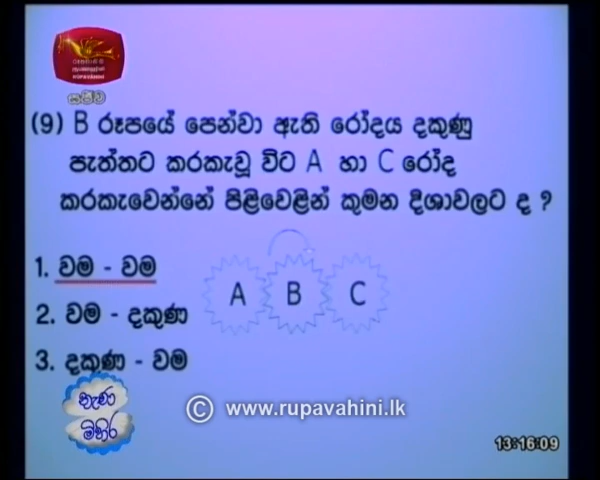 සජීව
(9) B රූපයේ පෙන්වා ඇති රෝදය දකුණු
පැත්තට කරකැවූ විට A හා C රෝද
කරකැවෙන්නේ පිළිවෙළින් කුමන දිශාවලට ද ?
1. වම - වම
A B C
2. වම - දකුණ
3. දකුණ - වම
නැණ
මිහිර
© www.rupavahini.lk
13:16:09